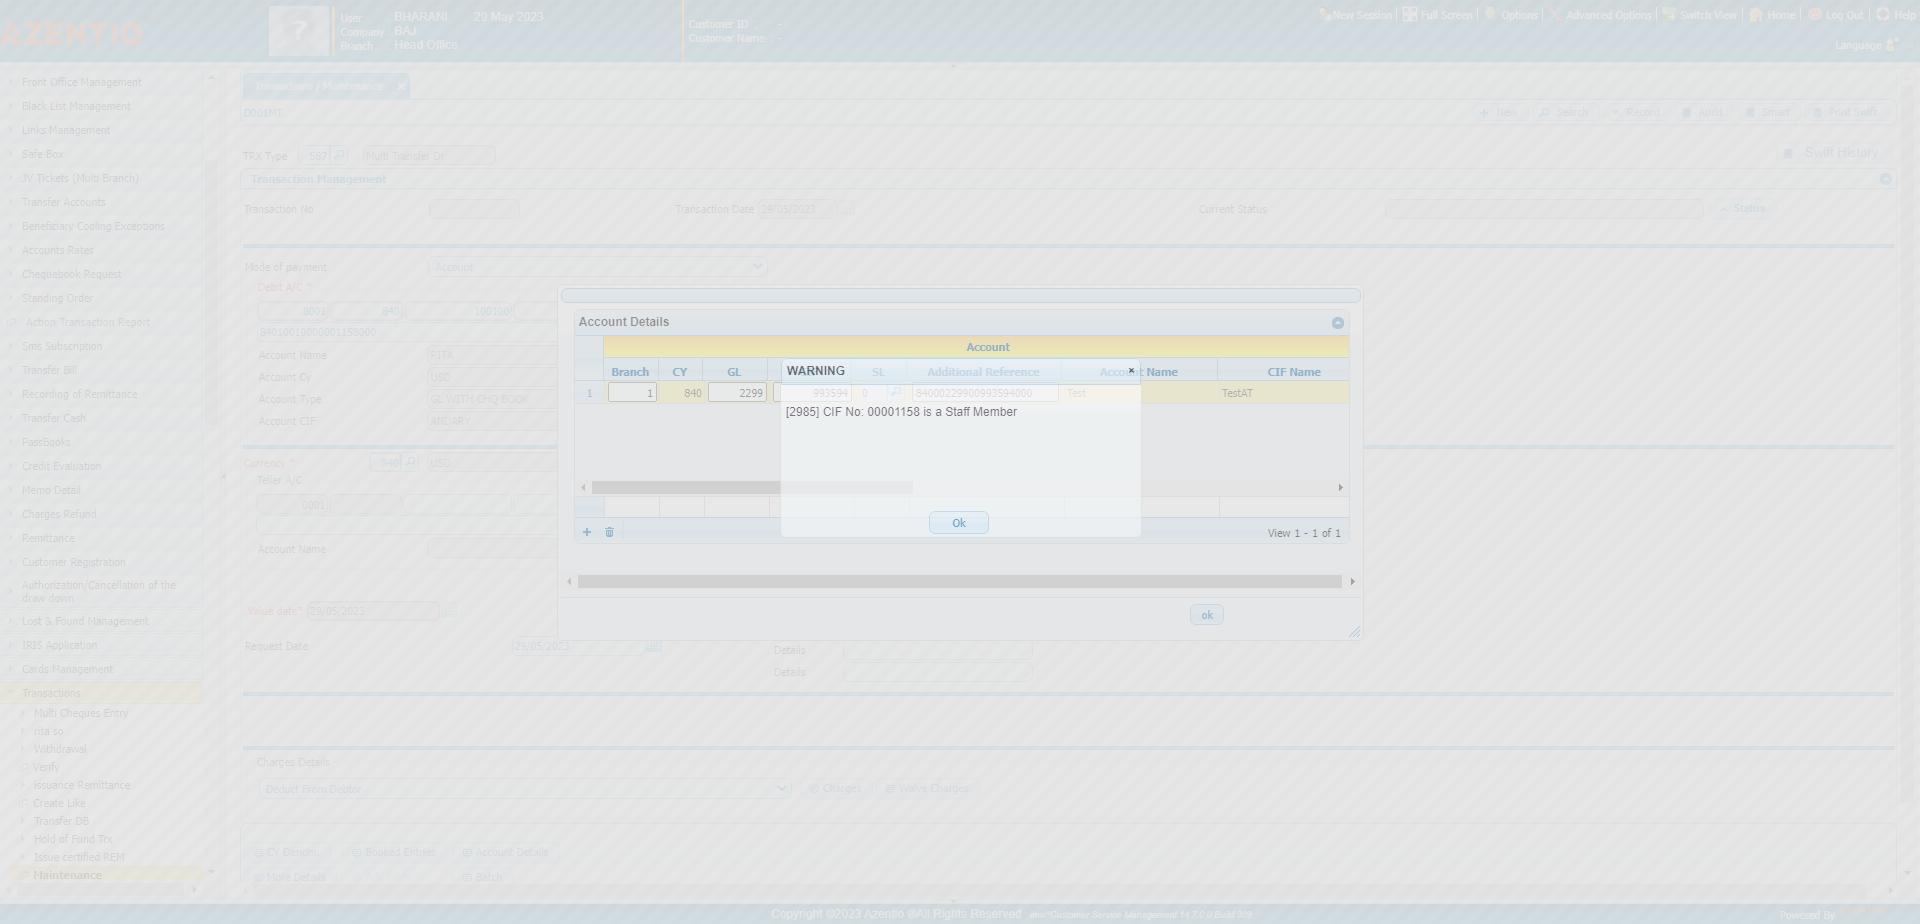 AZENTIO
User BHARANI 29 May 2023
Company BAJ
Branch Head Office
Customer ID -
Customer Name -
New Session Full Screen Options Advanced Options Switch View Home Log Out Help
Language
Front Office Management
Black List Management
Links Management
Safe Box
JV Tickets (Multi Branch)
Transfer Accounts
Beneficiary Cooling Exceptions
Accounts Rates
Chequebook Request
Standing Order
Action Transaction Report
Sms Subscription
Transfer Bill
Recording of Remittance
Transfer Cash
PassBooks
Credit Evaluation
Memo Detail
Charges Refund
Remittance
Customer Registration
Authorization/Cancellation of the
draw down
Lost & Found Management
IRIS Application
Cards Management
Transactions
Multi Cheques Entry
rita so
Withdrawal
Verify
issuance Remittance
Create Like
Transfer DB
Hold of Fund Trx
Issue certified REM
Maintenance
Transactions / Maintenance
D001MT
New Search Record Audit Smart Print Swift
TRX Type 587 Multi Transfer Dr
Swift History
Transaction Management
Transaction No Transaction Date 29/05/2023 Current Status Status
Mode of payment Account
Debit A/C *
0001 840 100100
84010010000001158000
Account Name RITA
Account Cy USD
Account Type GL WITH CHQ BOOK
Account CIF ANDARY
Currency * 840 USD
Teller A/C
0001
Account Name
Value date* 29/05/2023
Request Date 29/05/2023
Details
Details
Charges Details
Deduct From Debtor Charges Waive Charges
CY Denom. Booked Entries Account Details
More Details Batch
Account Details
Account
Branch CY GL SL Additional Reference Account Name CIF Name
1 1 840 2299 993594 0 84000229900993594000 Test TestAT
View 1 - 1 of 1
ok
WARNING
[2985] CIF No: 00001158 is a Staff Member
Ok
Copyright ©2023 Azentio ®All Rights Reserved
Powered By